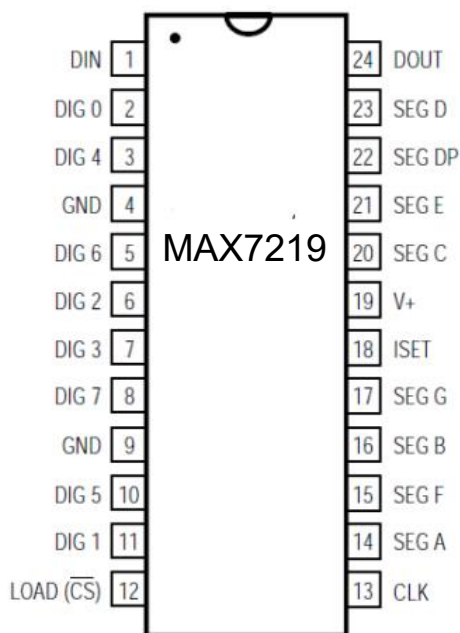 DIN 1 24 DOUT
DIG 0 2 23 SEG D
DIG 4 3 22 SEG DP
GND 4 21 SEG E
DIG 6 5 MAX7219 20 SEG C
DIG 2 6 19 V+
DIG 3 7 18 ISET
DIG 7 8 17 SEG G
GND 9 16 SEG B
DIG 5 10 15 SEG F
DIG 1 11 14 SEG A
LOAD (C̅S̅) 12 13 CLK